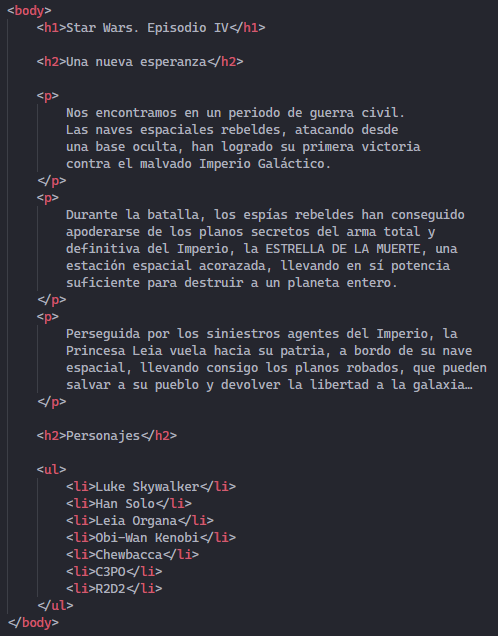 <body>
<h1>Star Wars. Episodio IV</h1>
<h2>Una nueva esperanza</h2>
<p>
Nos encontramos en un periodo de guerra civil.
Las naves espaciales rebeldes, atacando desde
una base oculta, han logrado su primera victoria
contra el malvado Imperio Galáctico.
</p>
<p>
Durante la batalla, los espías rebeldes han conseguido
apoderarse de los planos secretos del arma total y
definitiva del Imperio, la ESTRELLA DE LA MUERTE, una
estación espacial acorazada, llevando en sí potencia
suficiente para destruir a un planeta entero.
</p>
<p>
Perseguida por los siniestros agentes del Imperio, la
Princesa Leia vuela hacia su patria, a bordo de su nave
espacial, llevando consigo los planos robados, que pueden
salvar a su pueblo y devolver la libertad a la galaxia…
</p>
<h2>Personajes</h2>
<ul>
<li>Luke Skywalker</li>
<li>Han Solo</li>
<li>Leia Organa</li>
<li>Obi-Wan Kenobi</li>
<li>Chewbacca</li>
<li>C3PO</li>
<li>R2D2</li>
</ul>
</body>